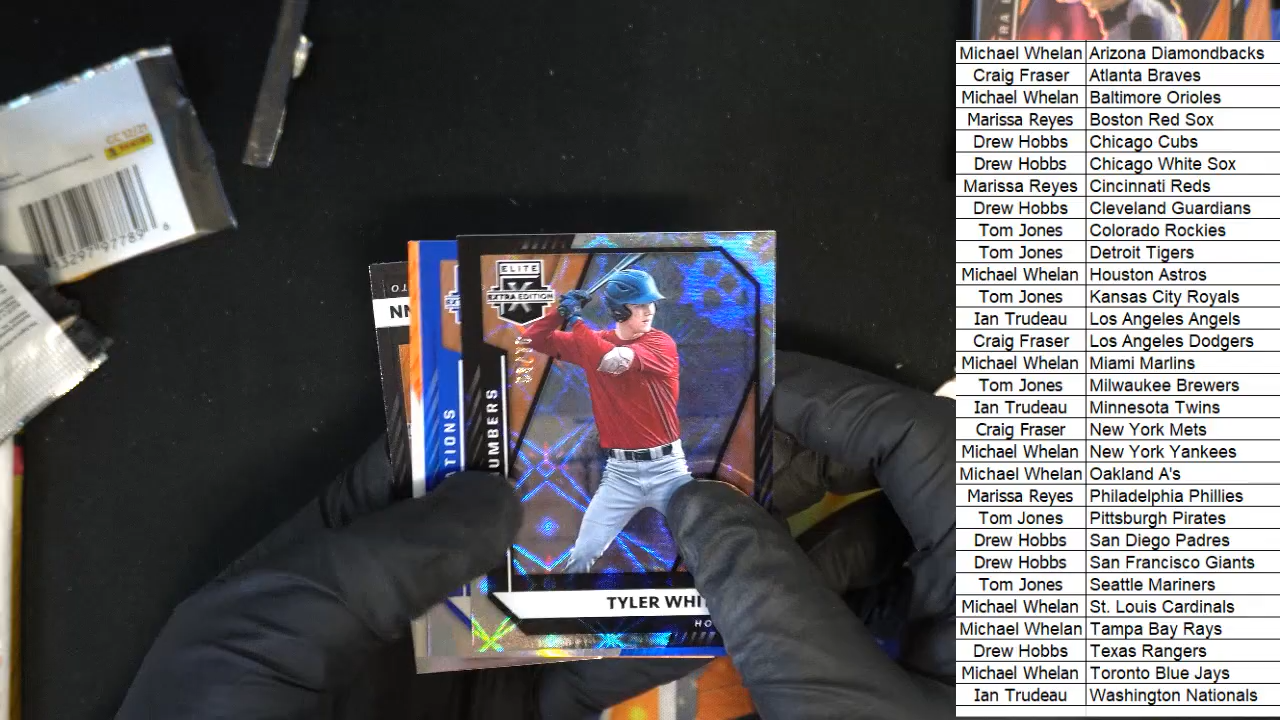 Michael Whelan Arizona Diamondbacks
Craig Fraser Atlanta Braves
Michael Whelan Baltimore Orioles
Marissa Reyes Boston Red Sox
Drew Hobbs Chicago Cubs
Drew Hobbs Chicago White Sox
Marissa Reyes Cincinnati Reds
Drew Hobbs Cleveland Guardians
Tom Jones Colorado Rockies
Tom Jones Detroit Tigers
Michael Whelan Houston Astros
Tom Jones Kansas City Royals
Ian Trudeau Los Angeles Angels
Craig Fraser Los Angeles Dodgers
Michael Whelan Miami Marlins
Tom Jones Milwaukee Brewers
Ian Trudeau Minnesota Twins
Craig Fraser New York Mets
Michael Whelan New York Yankees
Michael Whelan Oakland A's
Marissa Reyes Philadelphia Phillies
Tom Jones Pittsburgh Pirates
Drew Hobbs San Diego Padres
Drew Hobbs San Francisco Giants
Tom Jones Seattle Mariners
Michael Whelan St. Louis Cardinals
Michael Whelan Tampa Bay Rays
Drew Hobbs Texas Rangers
Michael Whelan Toronto Blue Jays
Ian Trudeau Washington Nationals
ELITE
EXTRA EDITION
UMBERS
TIONS
NN
TYLER WHI
HO
PANINI